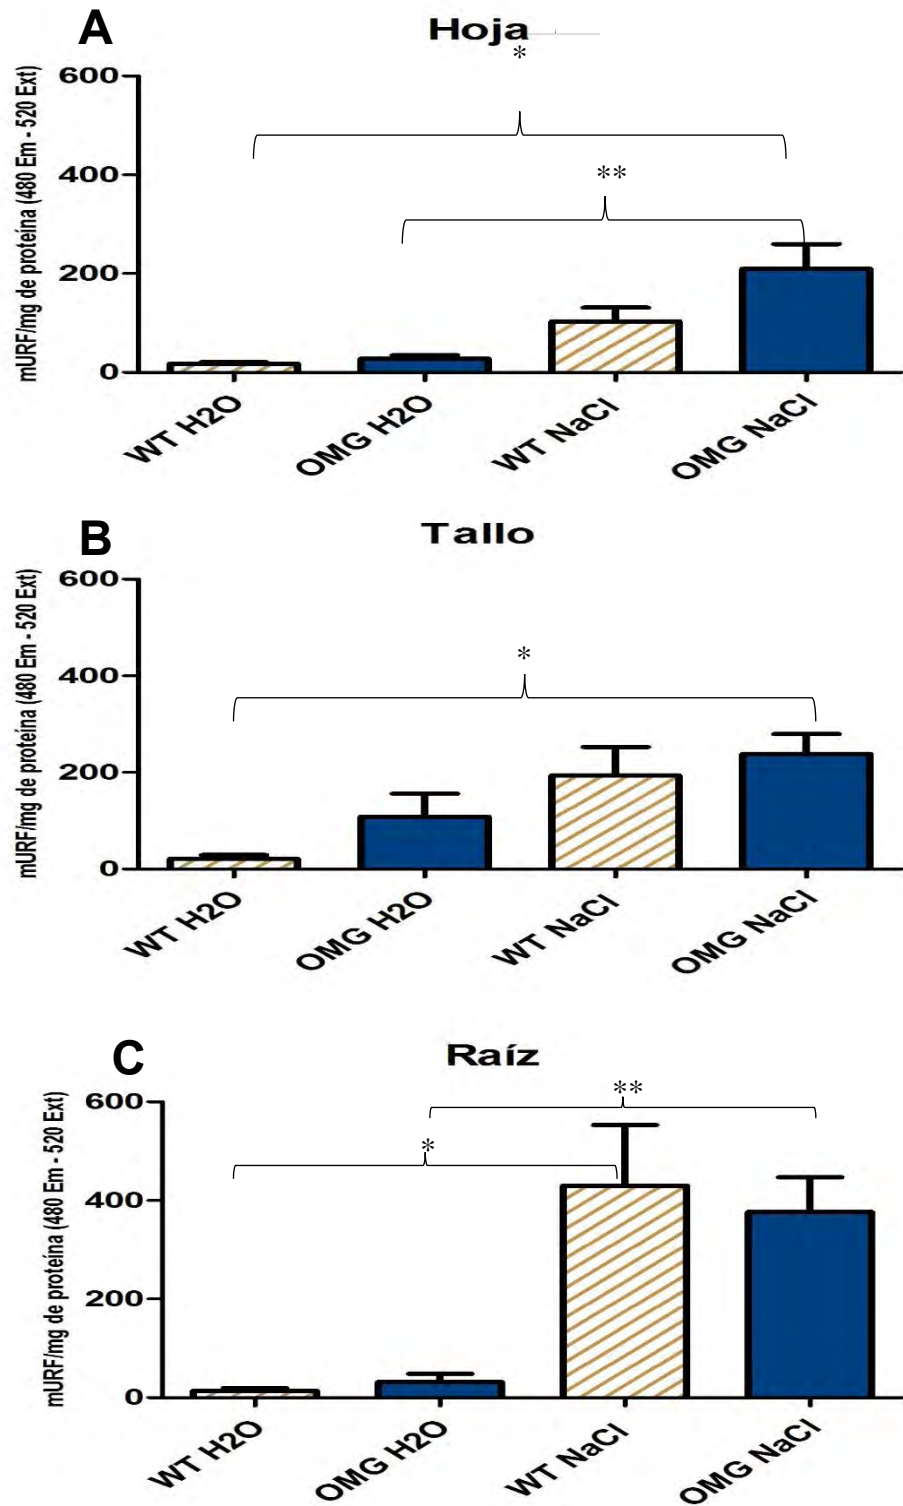 A
Hoja
*
mURF/mg de proteína (480 Em - 520 Ext)
600
400
**
200
0
WT H2O
OMG H2O
WT NaCl
OMG NaCl
B
Tallo
mURF/mg de proteína (480 Em - 520 Ext)
600
*
400
200
0
WT H2O
OMG H2O
WT NaCl
OMG NaCl
C
Raíz
mURF/mg de proteína (480 Em - 520 Ext)
**
600
*
400
200
0
WT H2O
OMG H2O
WT NaCl
OMG NaCl